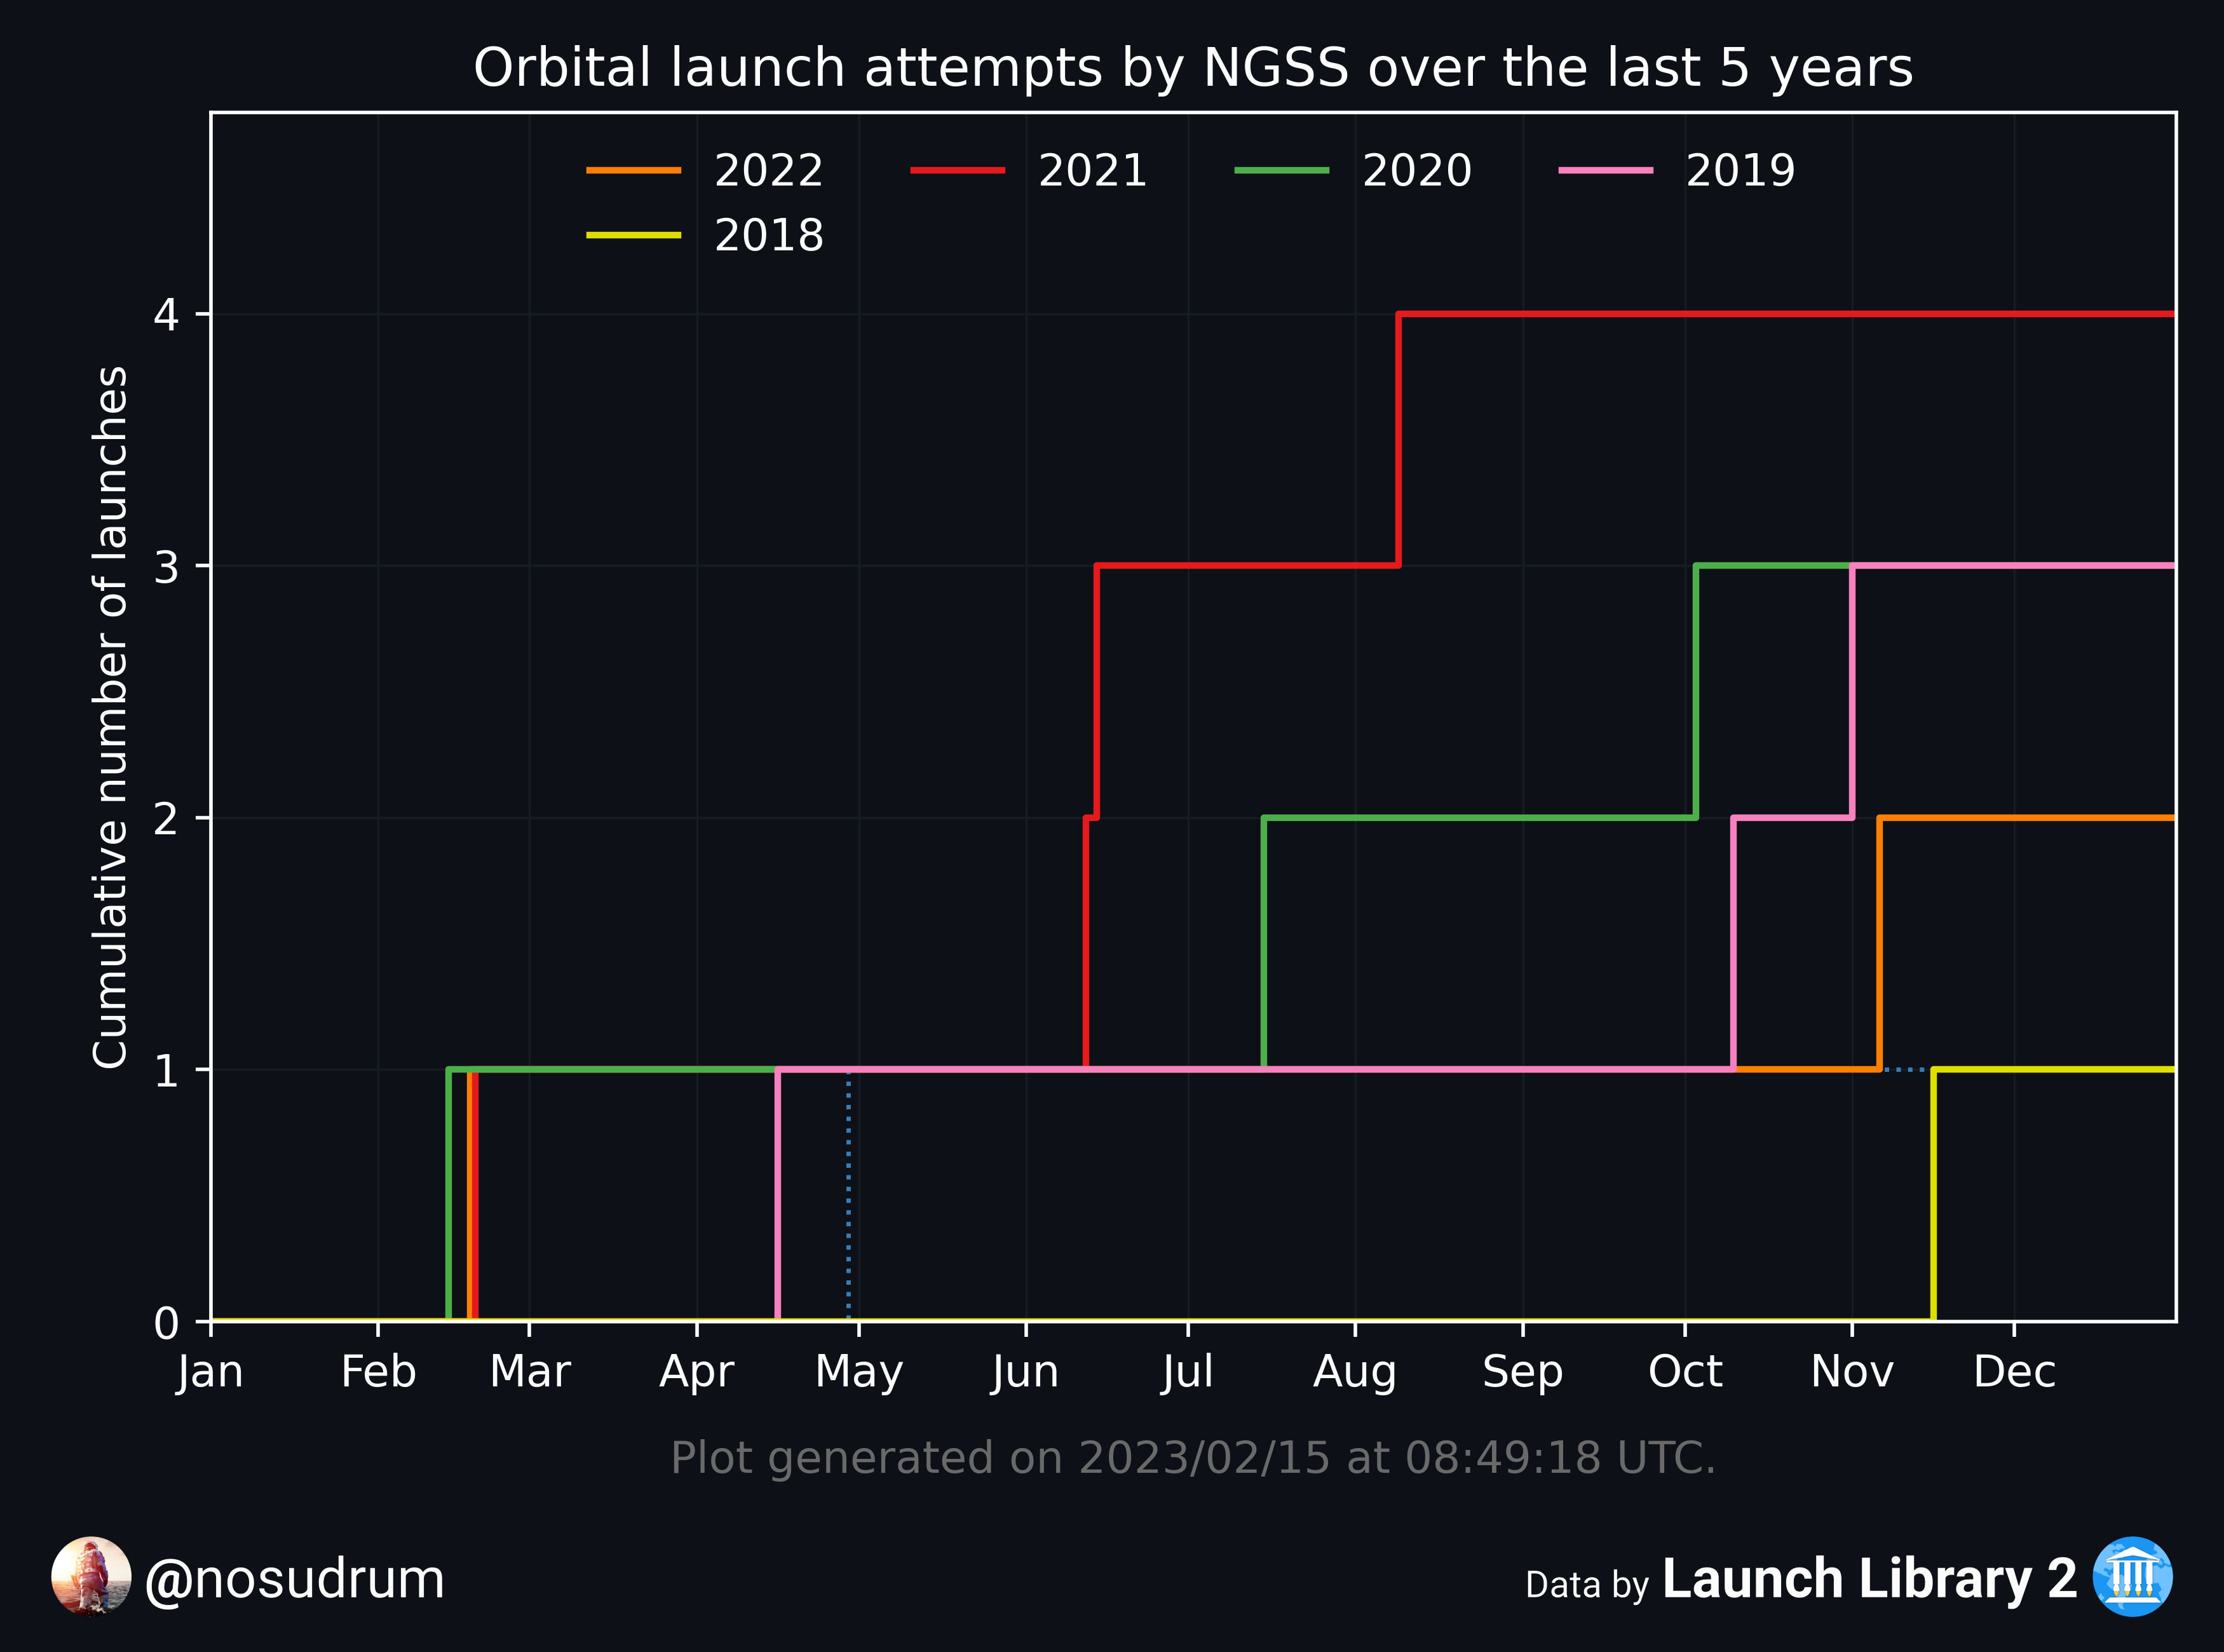 Orbital launch attempts by NGSS over the last 5 years
2022 2021 2020 2019
2018
Cumulative number of launches
4
3
2
1
0
Jan Feb Mar Apr May Jun Jul Aug Sep Oct Nov Dec
Plot generated on 2023/02/15 at 08:49:18 UTC.
@nosudrum
Data by Launch Library 2